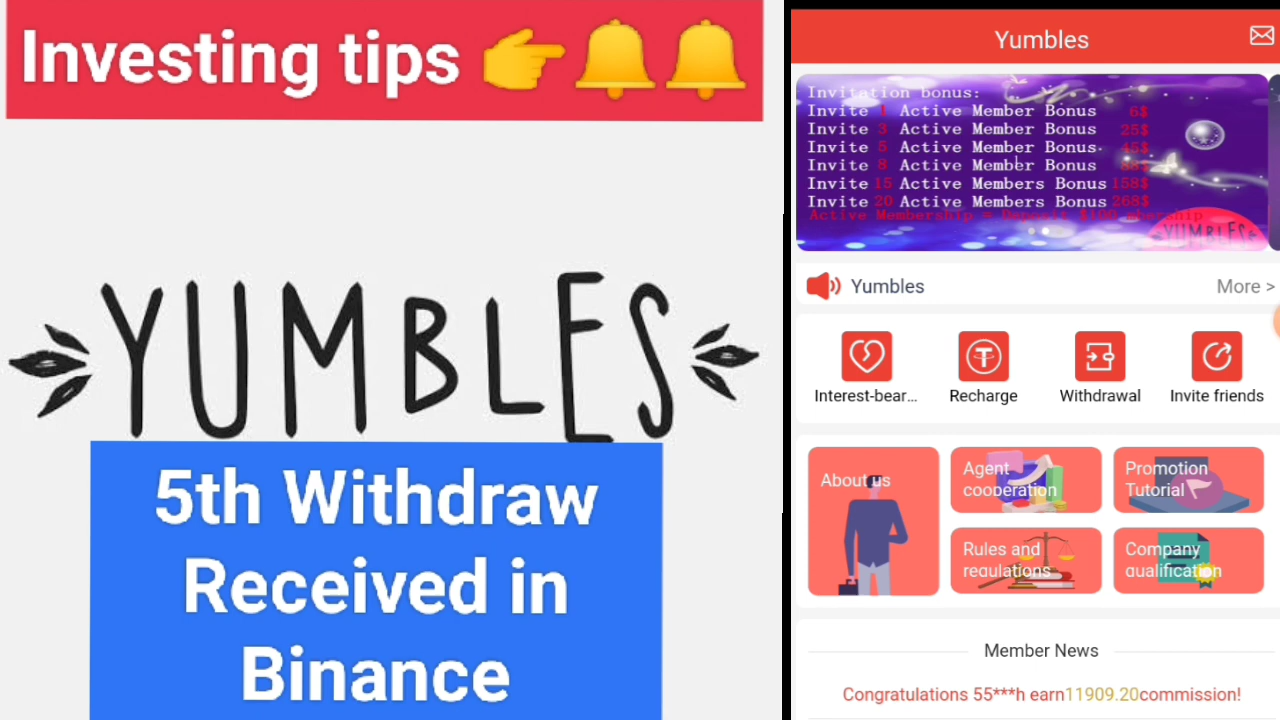 Investing tips 👉🔔🔔
YUMBLES
5th Withdraw
Received in
Binance
Yumbles
Invitation bonus:
Invite 1 Active Member Bonus 6$
Invite 3 Active Member Bonus 25$
Invite 5 Active Member Bonus 45$
Invite 8 Active Member Bonus
Invite 15 Active Members Bonus 158$
Invite 20 Active Members Bonus 268$
Active Membership = Deposit $100
YUMBLES
Yumbles
More >
Interest-bear...
Recharge
Withdrawal
Invite friends
About us
Agent
cooperation
Promotion
Tutorial
Rules and
regulations
Company
qualification
Member News
Congratulations 55***h earn11909.20commission!